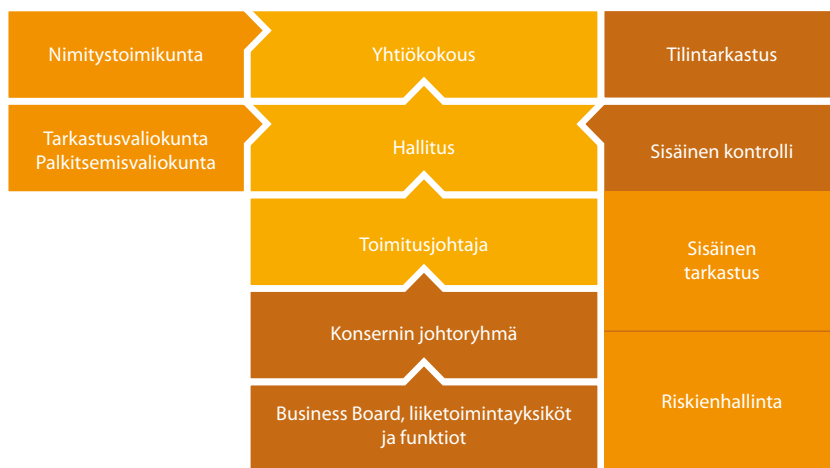 Nimitystoimikunta
Yhtiökokous
Tilintarkastus
Tarkastusvaliokunta
Palkitsemisvaliokunta
Hallitus
Sisäinen kontrolli
Toimitusjohtaja
Sisäinen
tarkastus
Konsernin johtoryhmä
Business Board, liiketoimintayksiköt
ja funktiot
Riskienhallinta